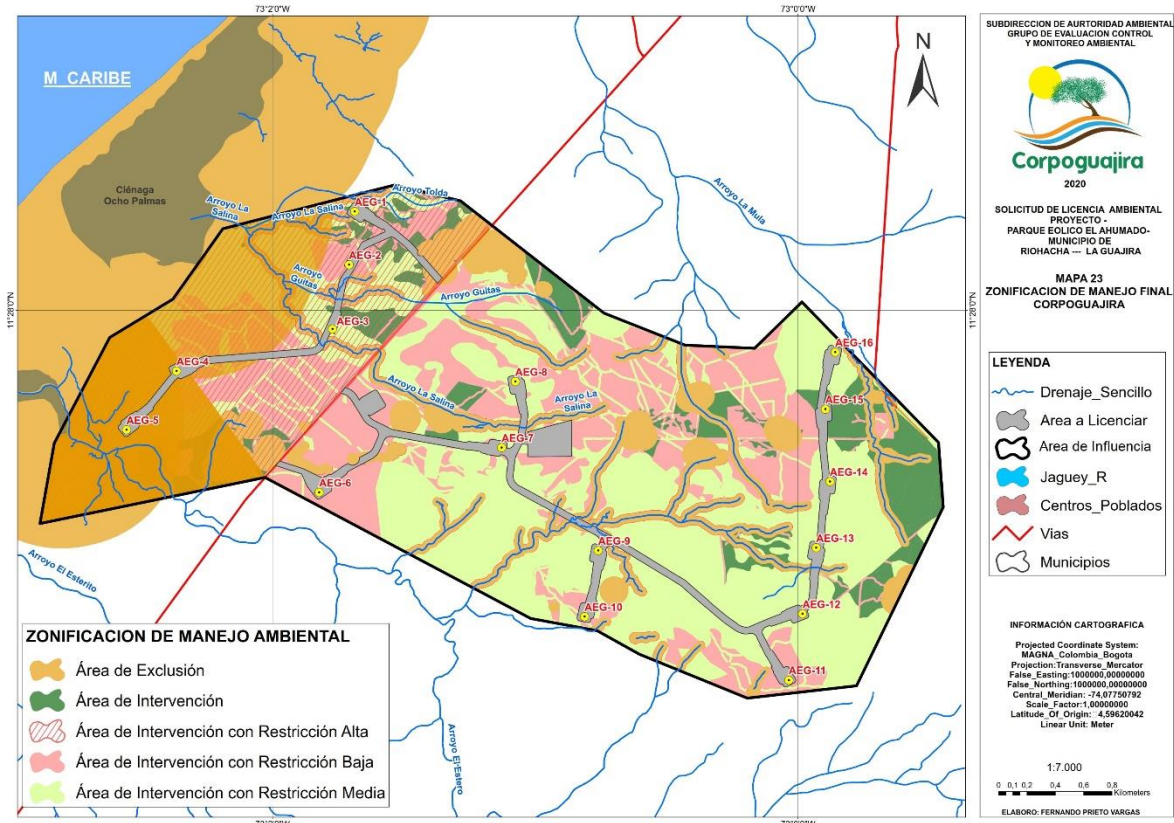 73°2'0"W
73°0'0"W
M_CARIBE
N
Ciénaga
Ocho Palmas
Arroyo La
Salina
Arroyo La Salina
Arroyo Tolda
Arroyo La Mula
AEG-1
AEG-2
Arroyo
Guitas
Arroyo Guitas
11°28'0"N
11°28'0"N
AEG-3
AEG-4
AEG-5
AEG-16
AEG-8
Arroyo La
Salina
Arroyo La
Salina
AEG-15
AEG-7
AEG-6
AEG-14
AEG-9
AEG-13
AEG-10
AEG-12
AEG-11
Arroyo El Esterito
Arroyo El Estero
ZONIFICACION DE MANEJO AMBIENTAL
Área de Exclusión
Área de Intervención
Área de Intervención con Restricción Alta
Área de Intervención con Restricción Baja
Área de Intervención con Restricción Media
SUBDIRECCION DE AURTORIDAD AMBIENTAL
GRUPO DE EVALUACION CONTROL
Y MONITOREO AMBIENTAL
Corpoguajira
2020
SOLICITUD DE LICENCIA AMBIENTAL
PROYECTO -
PARQUE EOLICO EL AHUMADO-
MUNICIPIO DE
RIOHACHA --- LA GUAJIRA
MAPA 23
ZONIFICACION DE MANEJO FINAL
CORPOGUAJIRA
LEYENDA
Drenaje_Sencillo
Area a Licenciar
Area de Influencia
Jaguey_R
Centros_Poblados
Vias
Municipios
INFORMACIÓN CARTOGRAFICA
Projected Coordinate System:
MAGNA_Colombia_Bogota
Projection:Transverse_Mercator
False_Easting:1000000,00000000
False_Northing:1000000,00000000
Central_Meridian: -74,07750792
Scale_Factor:1,00000000
Latitude_Of_Origin: 4,59620042
Linear Unit: Meter
1:7.000
0 0,1 0,2 0,4 0,6 0,8
Kilometers
ELABORO: FERNANDO PRIETO VARGAS